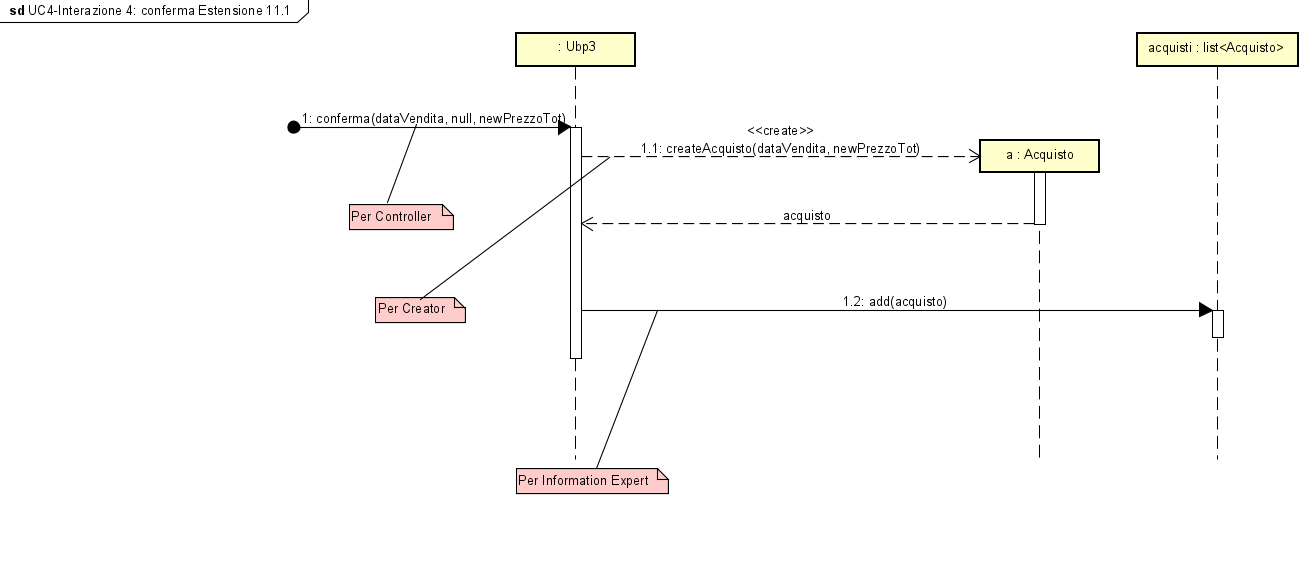 sd UC4-Interazione 4: conferma Estensione 11.1
: Ubp3
acquisti : list<Acquisto>
1: conferma(dataVendita, null, newPrezzoTot)
<<create>>
1.1: createAcquisto(dataVendita, newPrezzoTot)
a : Acquisto
Per Controller
acquisto
Per Creator
1.2: add(acquisto)
Per Information Expert